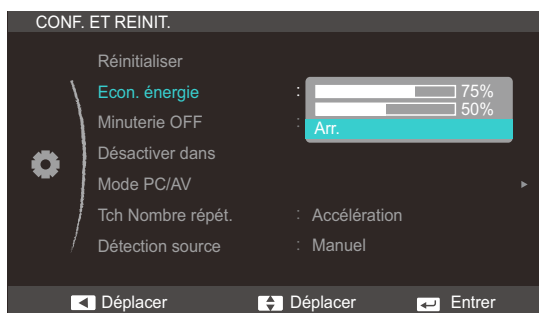 CONF. ET REINIT.
Réinitialiser
Econ. énergie : 75%
50%
Minuterie OFF : Arr.
Désactiver dans
Mode PC/AV
Tch Nombre répét. : Accélération
Détection source : Manuel
Déplacer Déplacer Entrer